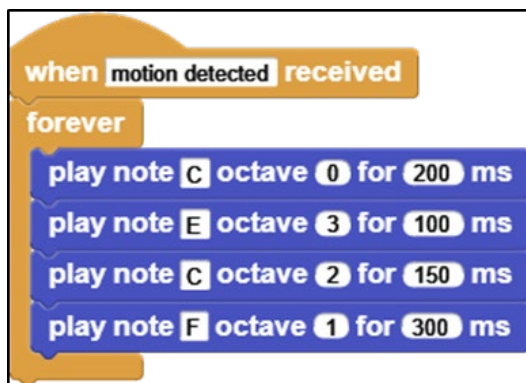 when motion detected received
forever
play note C octave 0 for 200 ms
play note E octave 3 for 100 ms
play note C octave 2 for 150 ms
play note F octave 1 for 300 ms